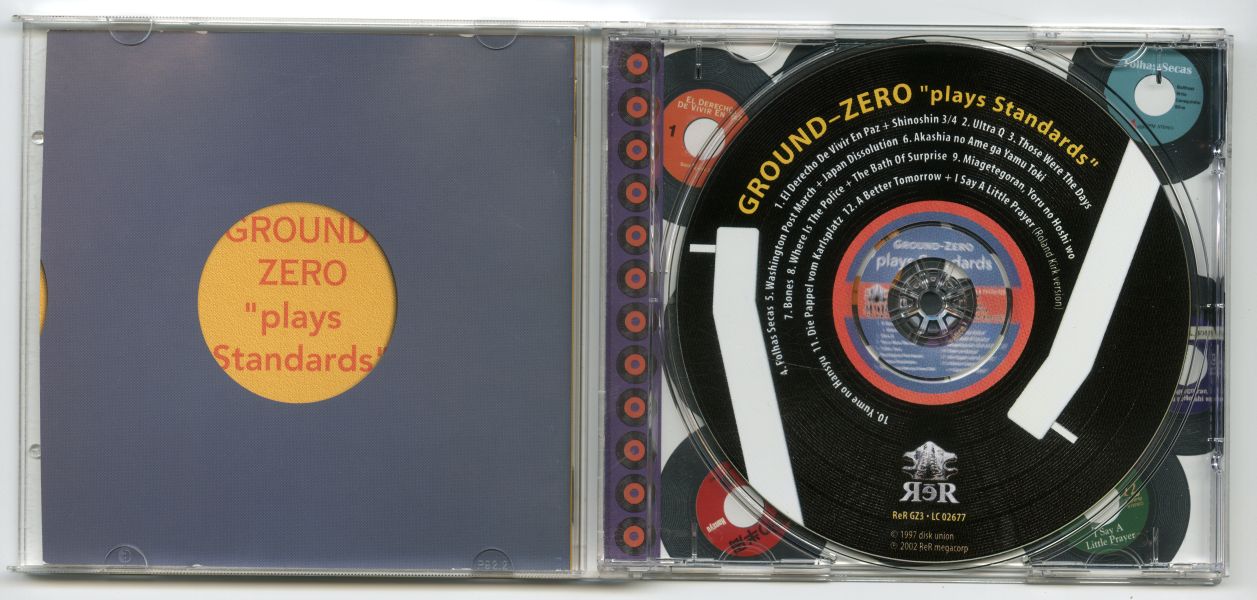 GROUND
ZERO
"plays
Standards"
GROUND-ZERO "plays Standards"
1. El Derecho De Vivir En Paz + Shinoshin 3/4 2. Ultra Q 3. Those Were The Days
4. Folhas Secas 5. Washington Post March + Japan Dissolution 6. Akashia no Ame ga Yamu Toki
7. Bones 8. Where Is The Police + The Bath Of Surprise 9. Miagetegoran, Yoru no Hoshi wo
10. Yume no Hansyu 11. Die Pappel vom Karlsplatz 12. A Better Tomorrow + I Say A Little Prayer (Roland Kirk version)
GROUND-ZERO
plays Standards
ReR
ReR GZ3 • LC 02677
© 1997 disk union
℗ 2002 ReR megacorp
EL DERECHO
DE VIVIR EN
1
Folhas Secas
STEREO
Hansyu
I Say A
Little Prayer